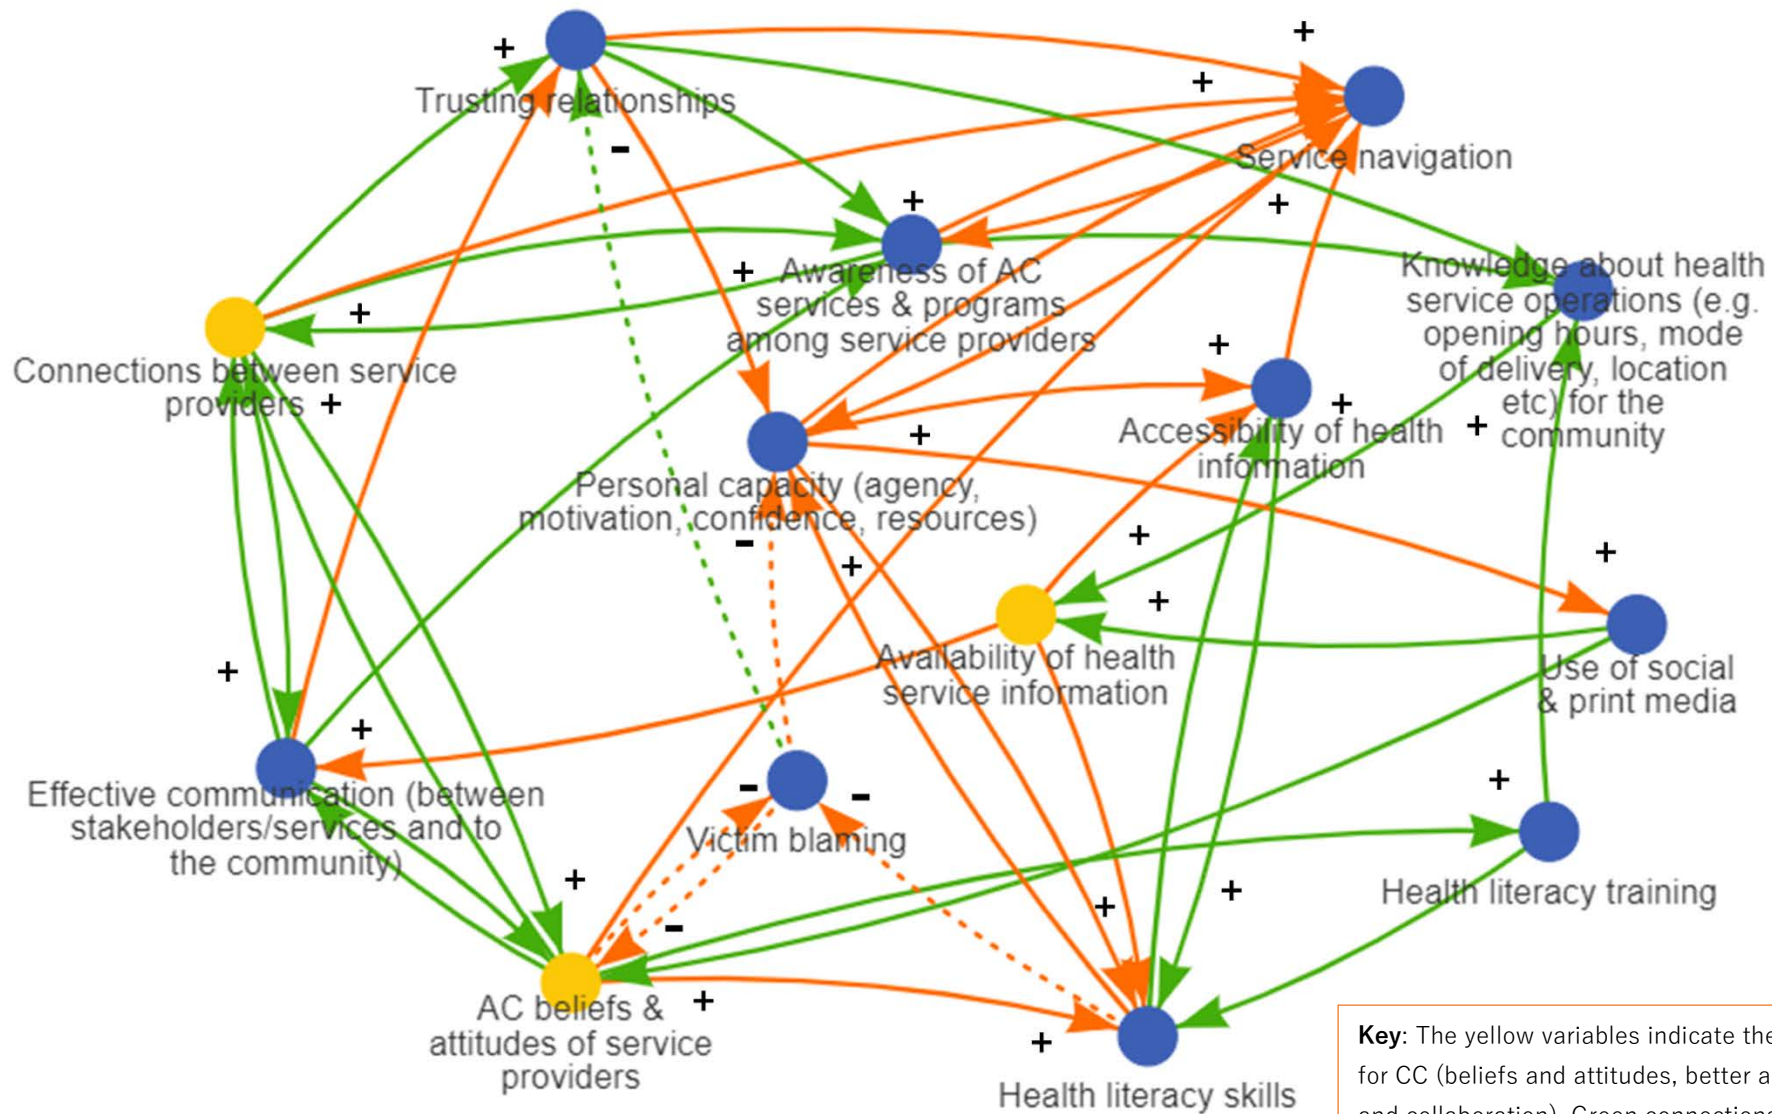 Trusting relationships
Service navigation
Awareness of AC
services & programs
among service providers
Knowledge about health
service operations (e.g.
opening hours, mode
of delivery, location
etc) for the
community
Connections between service
providers
Accessibility of health
information
Personal capacity (agency,
motivation, confidence, resources)
Availability of health
service information
Use of social
& print media
Effective communication (between
stakeholders/services and to
the community)
Victim blaming
Health literacy training
AC beliefs &
attitudes of service
providers
Health literacy skills
Key: The yellow variables indicate the
for CC (beliefs and attitudes, better a
and collaboration). Green connections
+
+
+
-
+
+
+
+
+
+
+
+
+
+
-
+
+
+
+
+
+
-
-
+
+
-
+
+
+
+